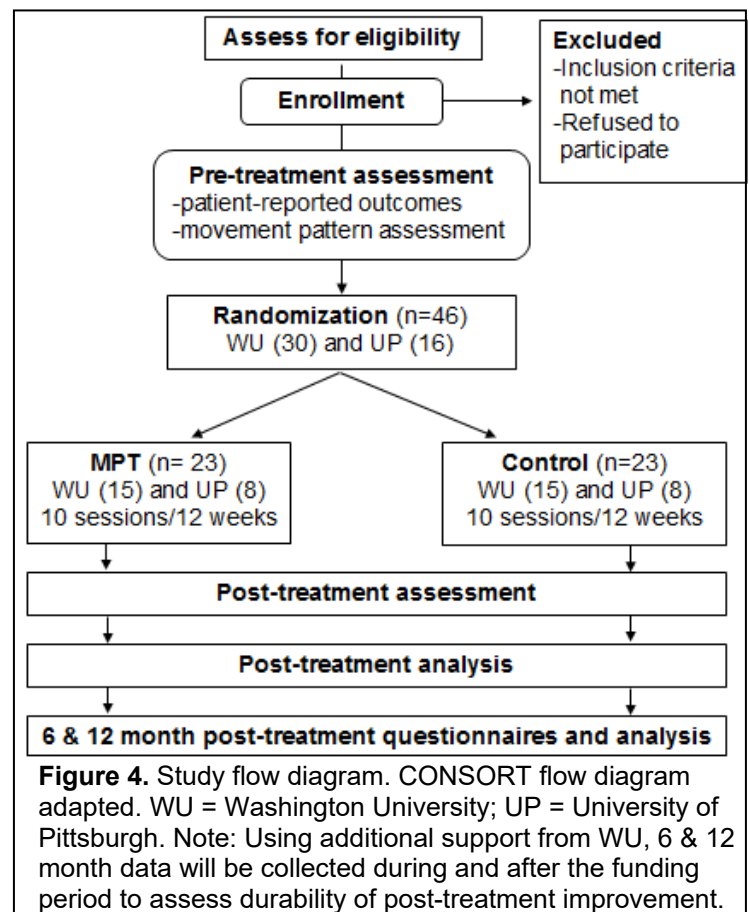 Assess for eligibility
Excluded
-Inclusion criteria
not met
-Refused to
participate
Enrollment
Pre-treatment assessment
-patient-reported outcomes
-movement pattern assessment
Randomization (n=46)
WU (30) and UP (16)
MPT (n= 23)
WU (15) and UP (8)
10 sessions/12 weeks
Control (n=23)
WU (15) and UP (8)
10 sessions/12 weeks
Post-treatment assessment
Post-treatment analysis
6 & 12 month post-treatment questionnaires and analysis
Figure 4. Study flow diagram. CONSORT flow diagram
adapted. WU = Washington University; UP = University of
Pittsburgh. Note: Using additional support from WU, 6 & 12
month data will be collected during and after the funding
period to assess durability of post-treatment improvement.